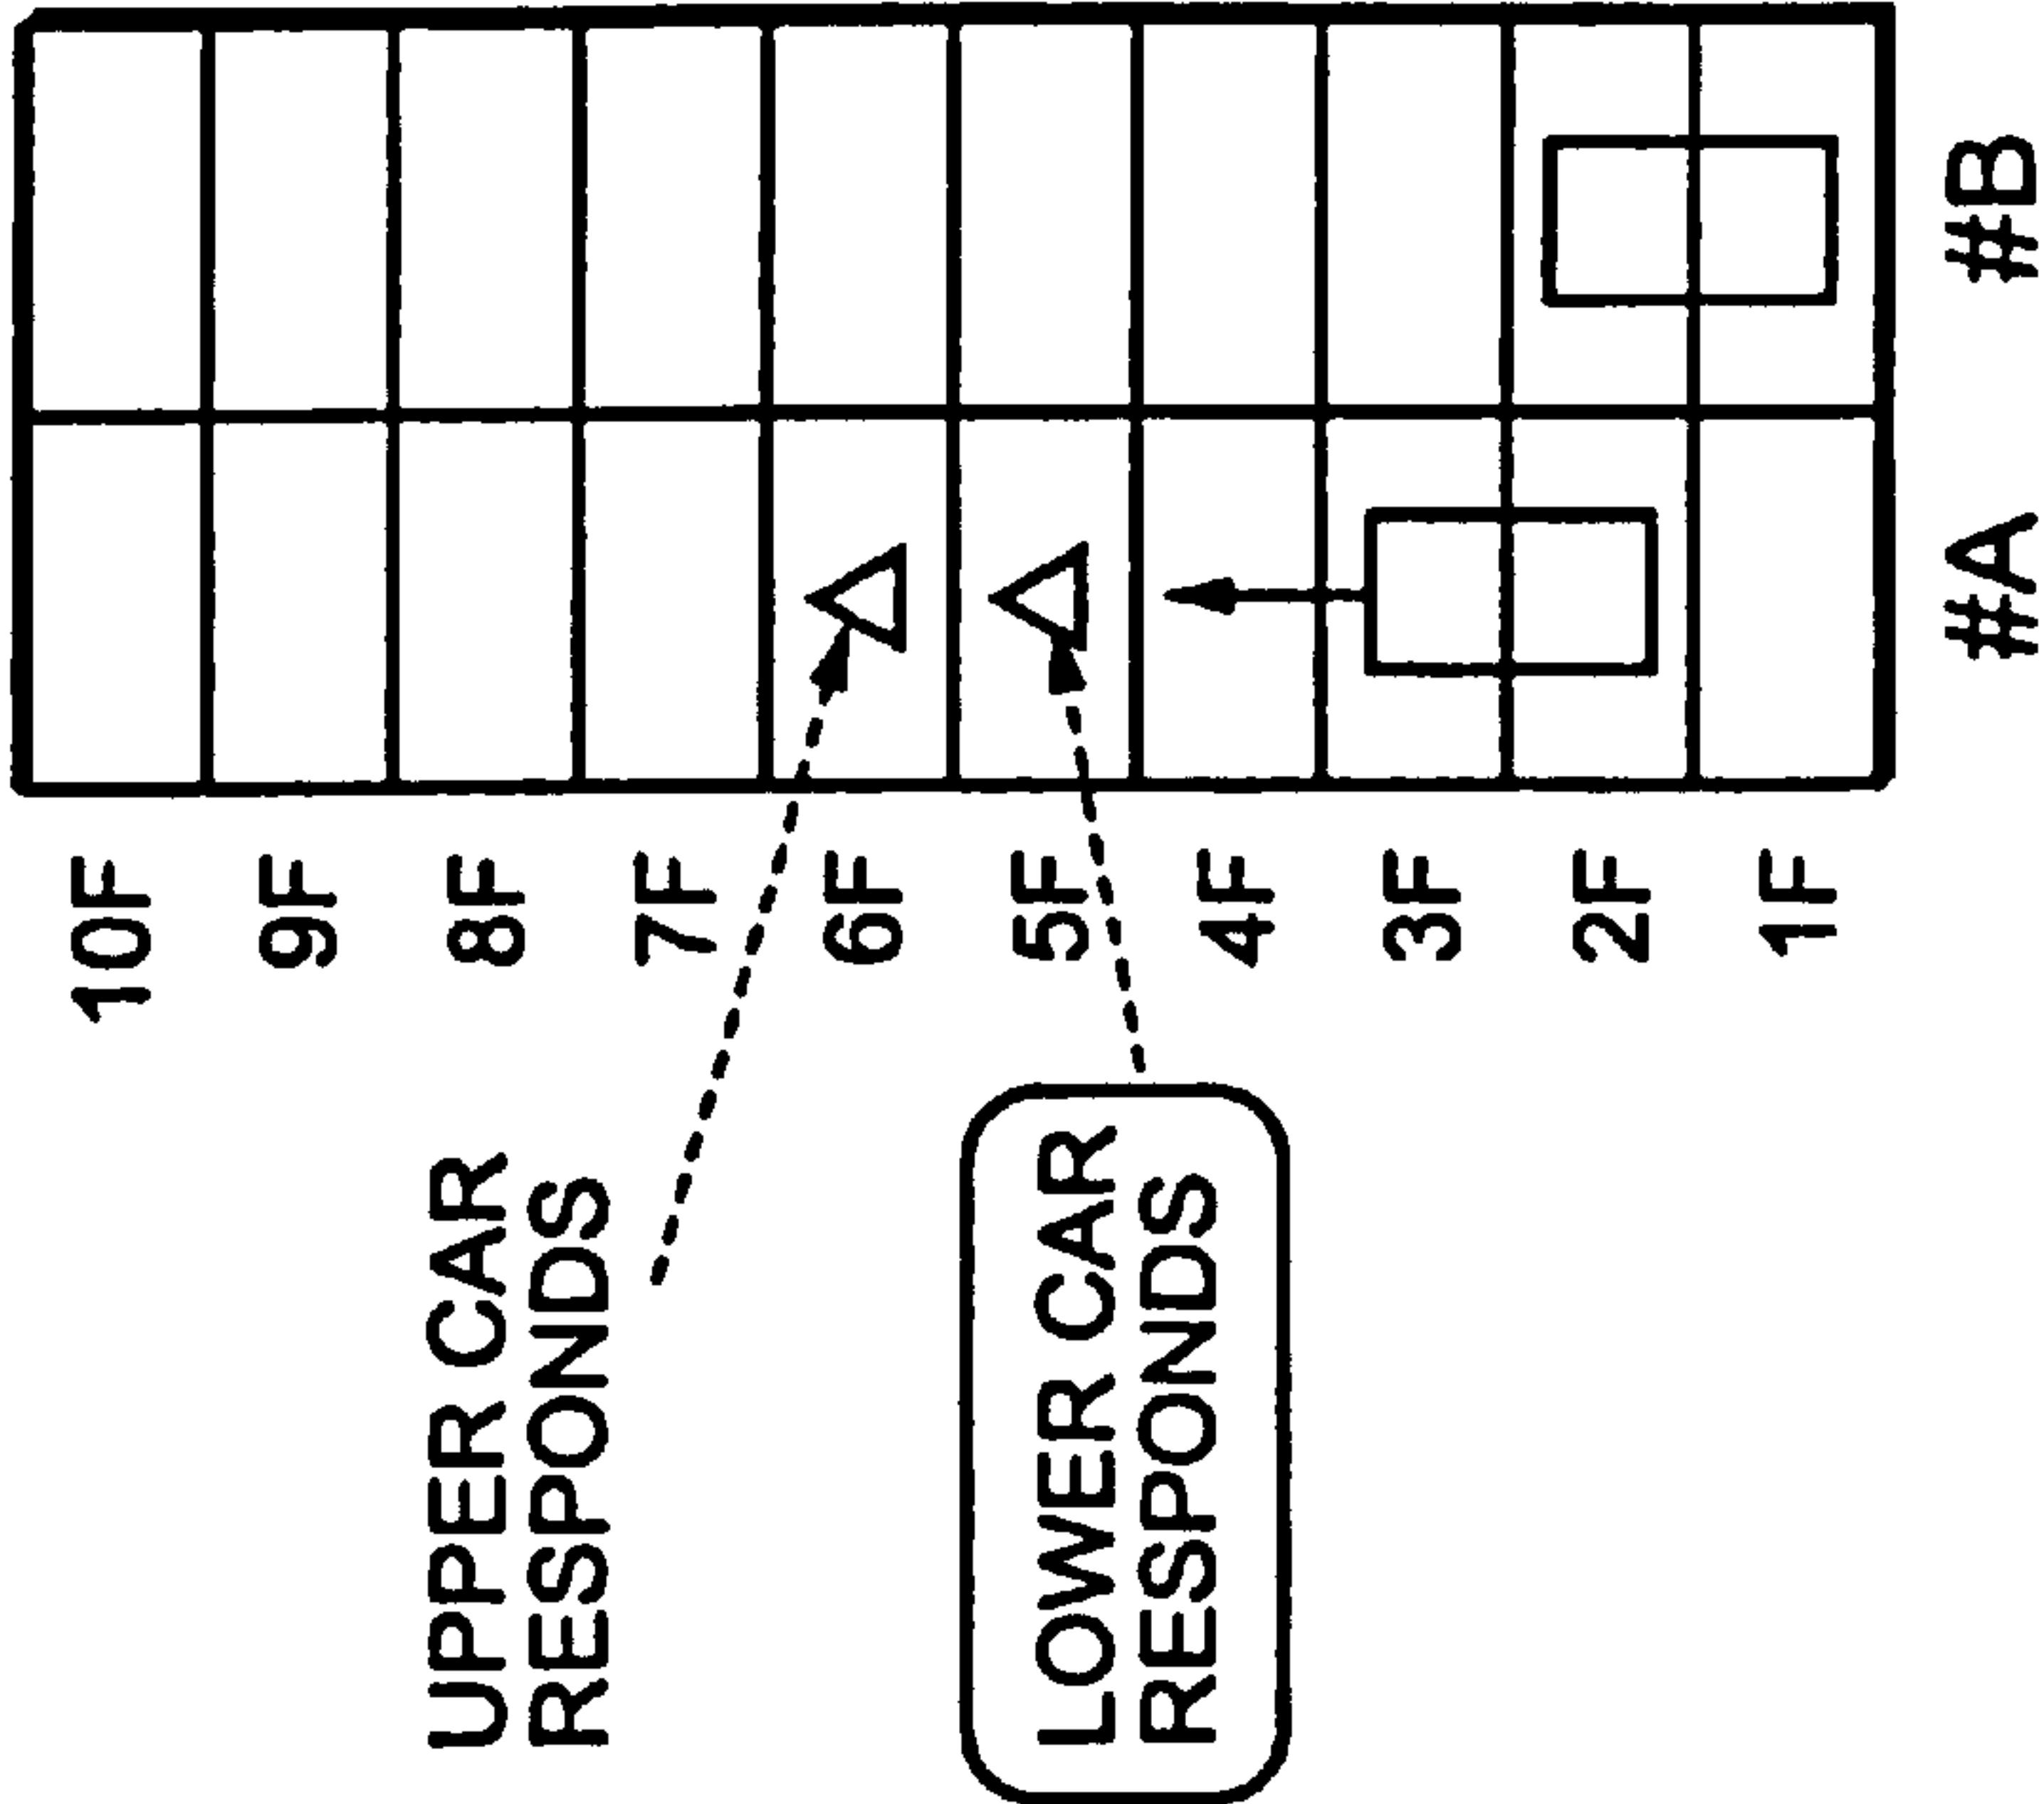 UPPER CAR
RESPONDS
LOWER CAR
RESPONDS
10F
9F
8F
7F
6F
5F
4F
3F
2F
1F
#A
#B